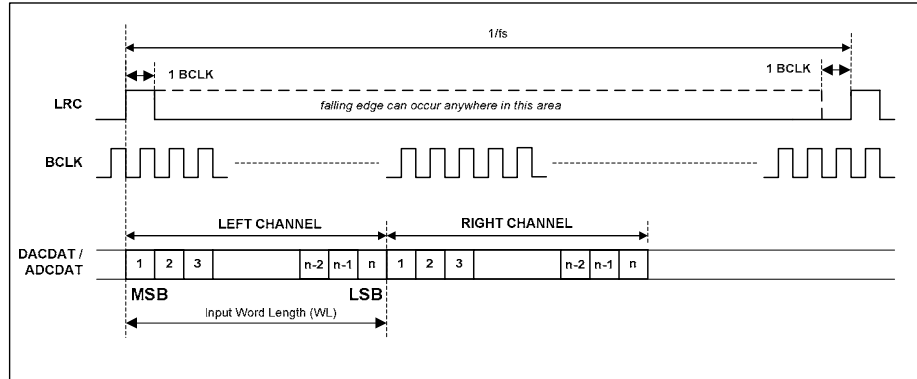 1/fs
1 BCLK
1 BCLK
LRC
falling edge can occur anywhere in this area
BCLK
LEFT CHANNEL
RIGHT CHANNEL
DACDAT /
ADCDAT
1 2 3 n-2 n-1 n 1 2 3 n-2 n-1 n
MSB
LSB
Input Word Length (WL)